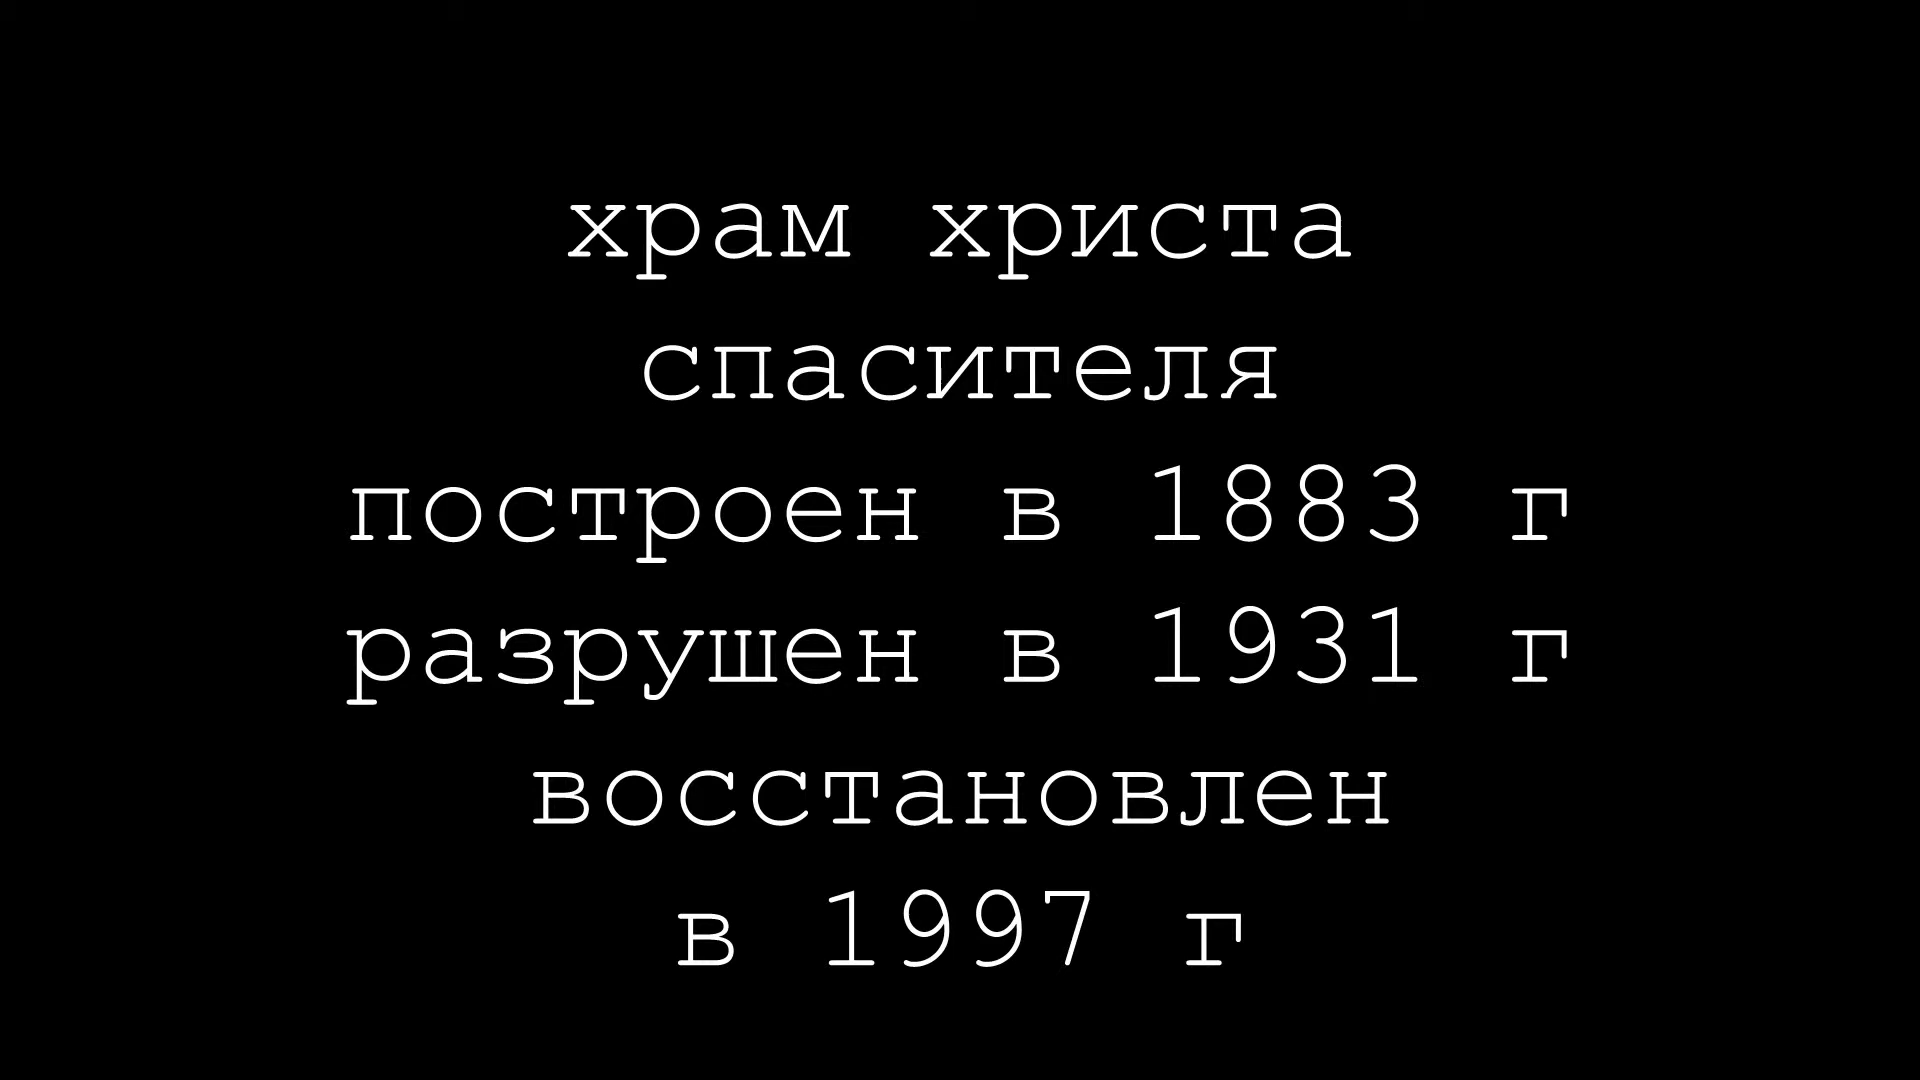 храм христа
спасителя
построен в 1883 г
разрушен в 1931 г
восстановлен
в 1997 г